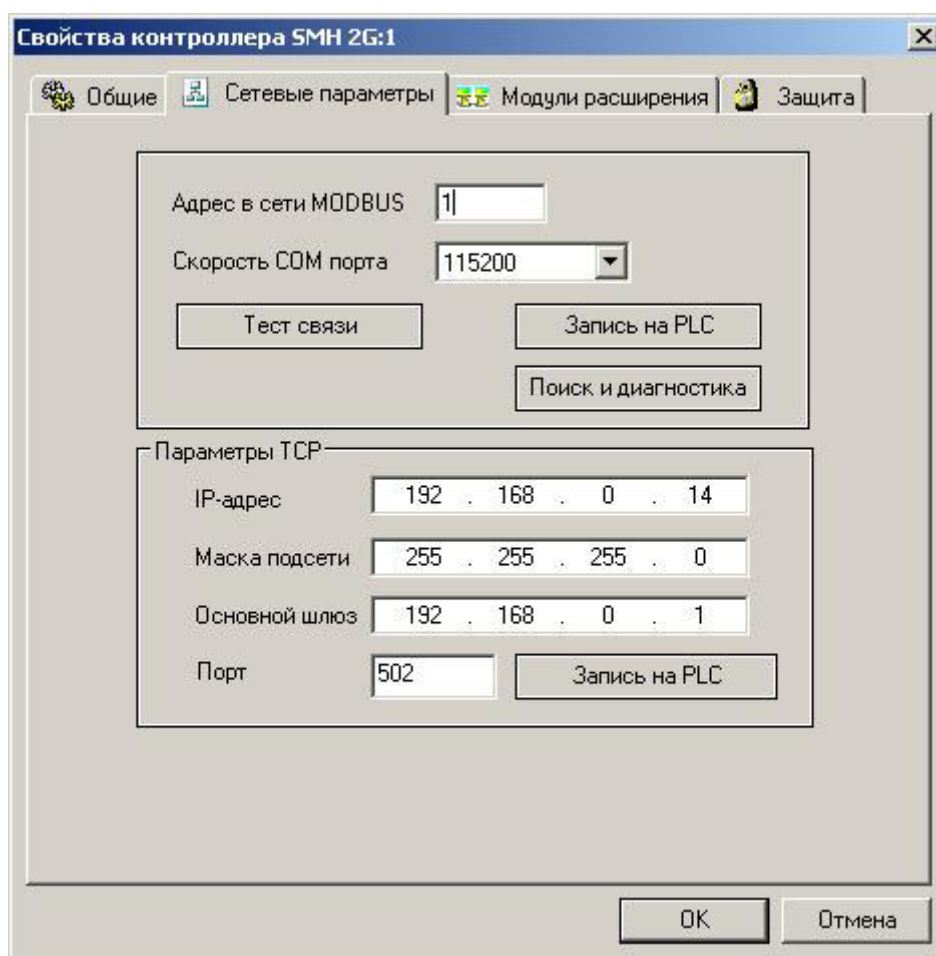 Свойства контроллера SMH 2G:1
Общие Сетевые параметры Модули расширения Защита
Адрес в сети MODBUS 1
Скорость COM порта 115200
Тест связи Запись на PLC
Поиск и диагностика
Параметры TCP
IP-адрес 192 . 168 . 0 . 14
Маска подсети 255 . 255 . 255 . 0
Основной шлюз 192 . 168 . 0 . 1
Порт 502 Запись на PLC
OK Отмена